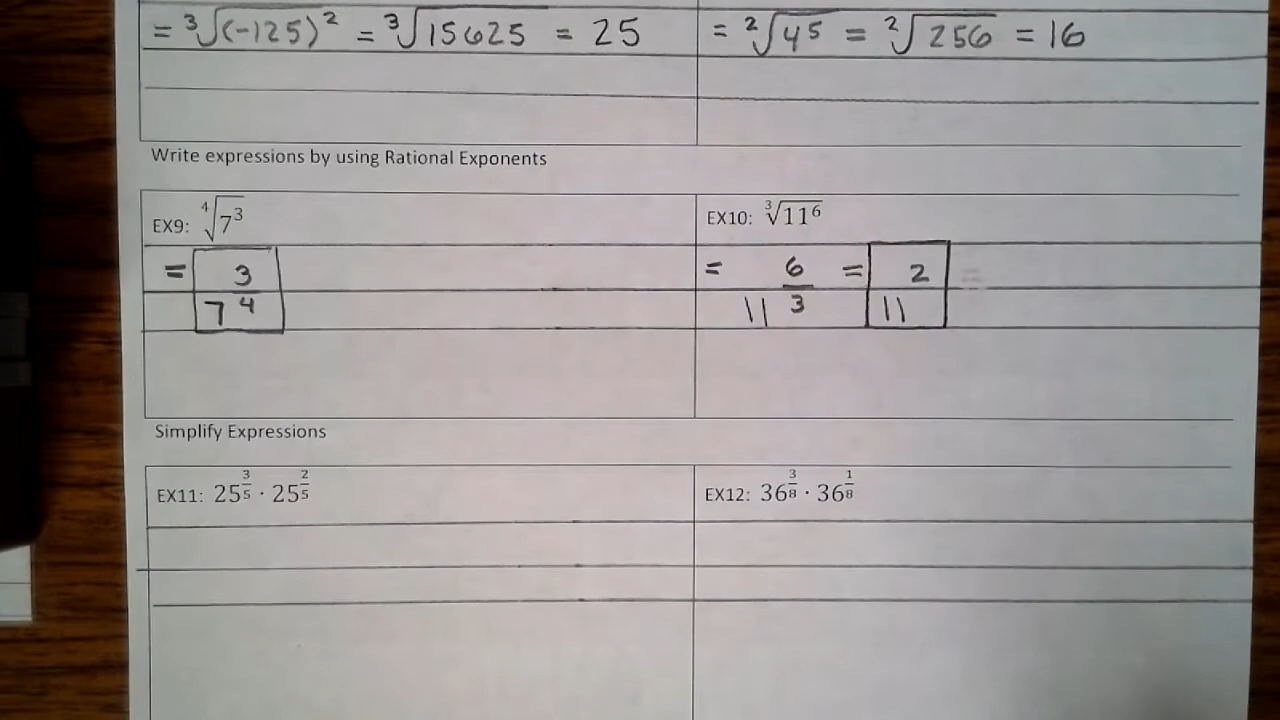 = ³√(-125)² = ³√15625 = 25
= ²√4⁵ = ²√256 = 16
Write expressions by using Rational Exponents
EX9: ⁴√7³
EX10: ³√11⁶
= 7^(3/4)
= 11^(6/3) = 11²
Simplify Expressions
EX11: 25^(3/5) · 25^(2/5)
EX12: 36^(3/8) · 36^(1/8)